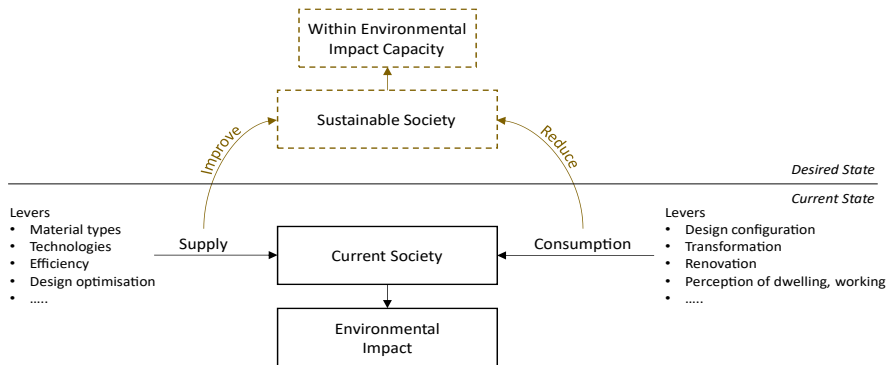 Within Environmental
Impact Capacity
Sustainable Society
Improve
Reduce
Desired State
Current State
Levers
• Material types
• Technologies
• Efficiency
• Design optimisation
• .....
Supply
Current Society
Consumption
Levers
• Design configuration
• Transformation
• Renovation
• Perception of dwelling, working
• .....
Environmental
Impact